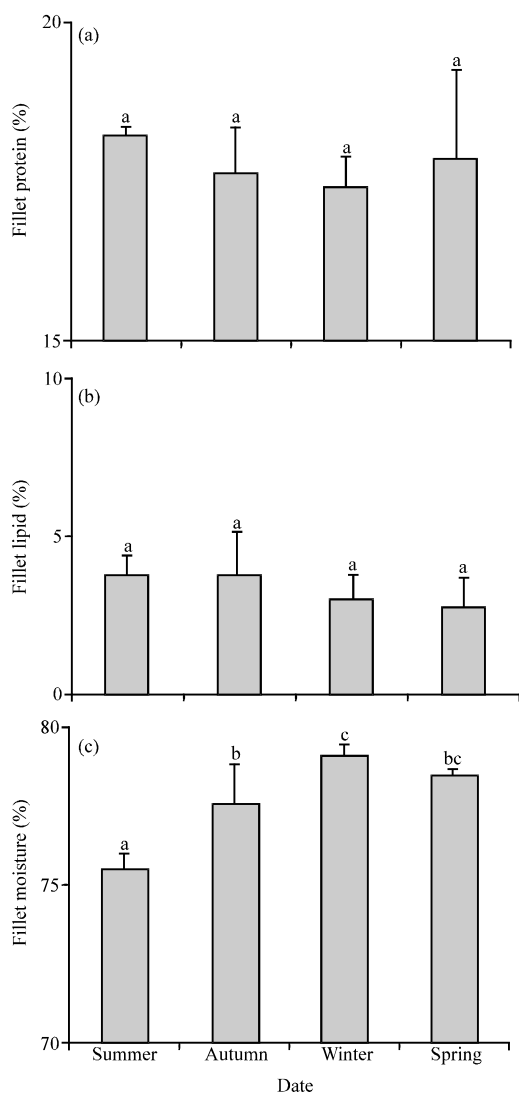 20
(a)
a
a
a
a
Fillet protein (%)
15
10
(b)
Fillet lipid (%)
5
a
a
a
a
0
80
(c)
c
b
bc
a
Fillet moisture (%)
75
70
Summer Autumn Winter Spring
Date